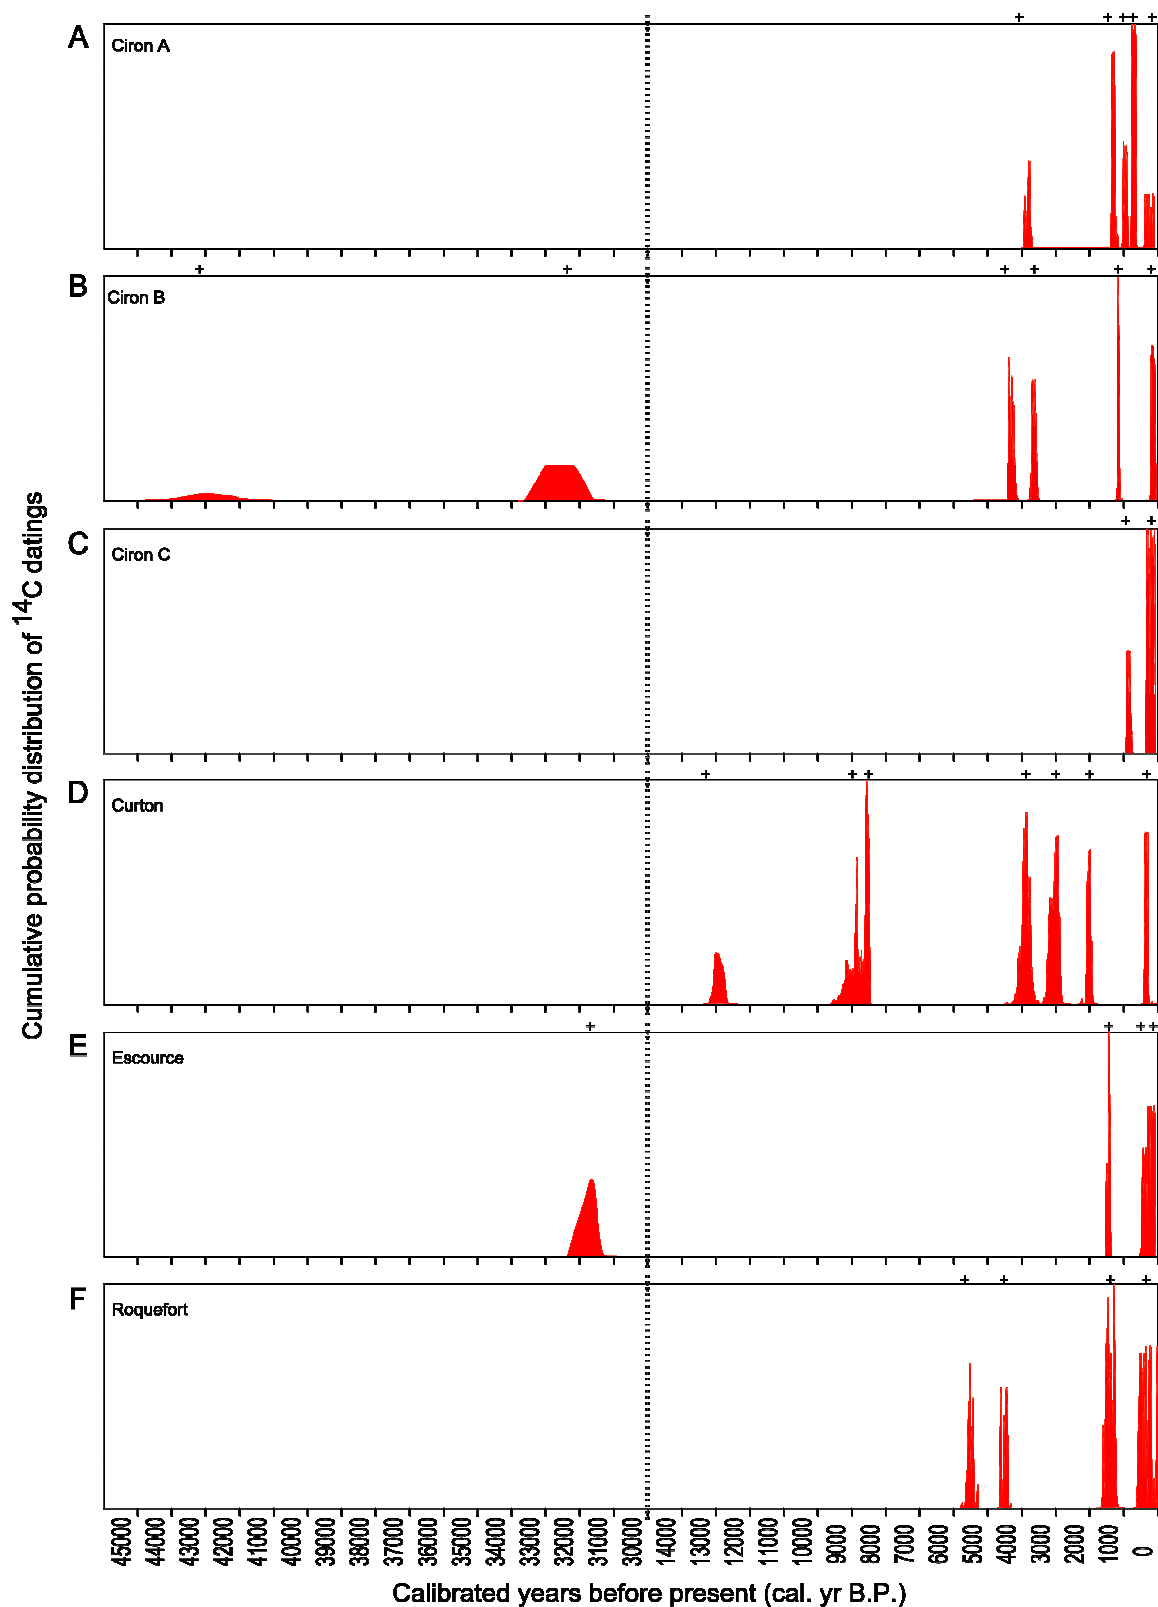 A
Ciron A
B
Ciron B
C
Ciron C
D
Curton
E
Escource
F
Roquefort
Cumulative probability distribution of 14C datings
45000 44000 43000 42000 41000 40000 39000 38000 37000 36000 35000 34000 33000 32000 31000 30000 14000 13000 12000 11000 10000 9000 8000 7000 6000 5000 4000 3000 2000 1000 0
Calibrated years before present (cal. yr B.P.)